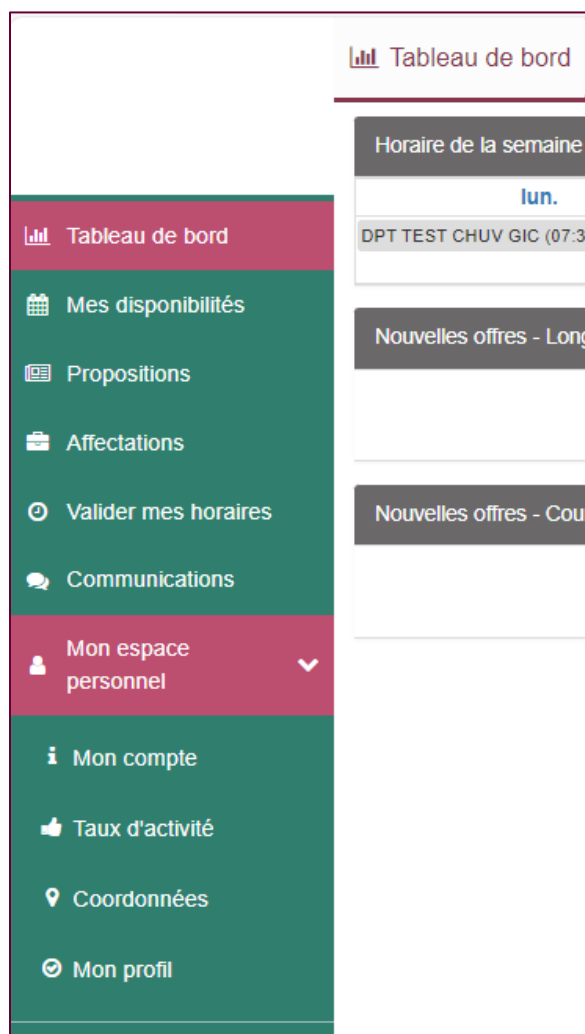 Tableau de bord
Horaire de la semaine
lun.
DPT TEST CHUV GIC (07:3
Nouvelles offres - Long
Nouvelles offres - Cou
Tableau de bord
Mes disponibilités
Propositions
Affectations
Valider mes horaires
Communications
Mon espace
personnel
Mon compte
Taux d'activité
Coordonnées
Mon profil